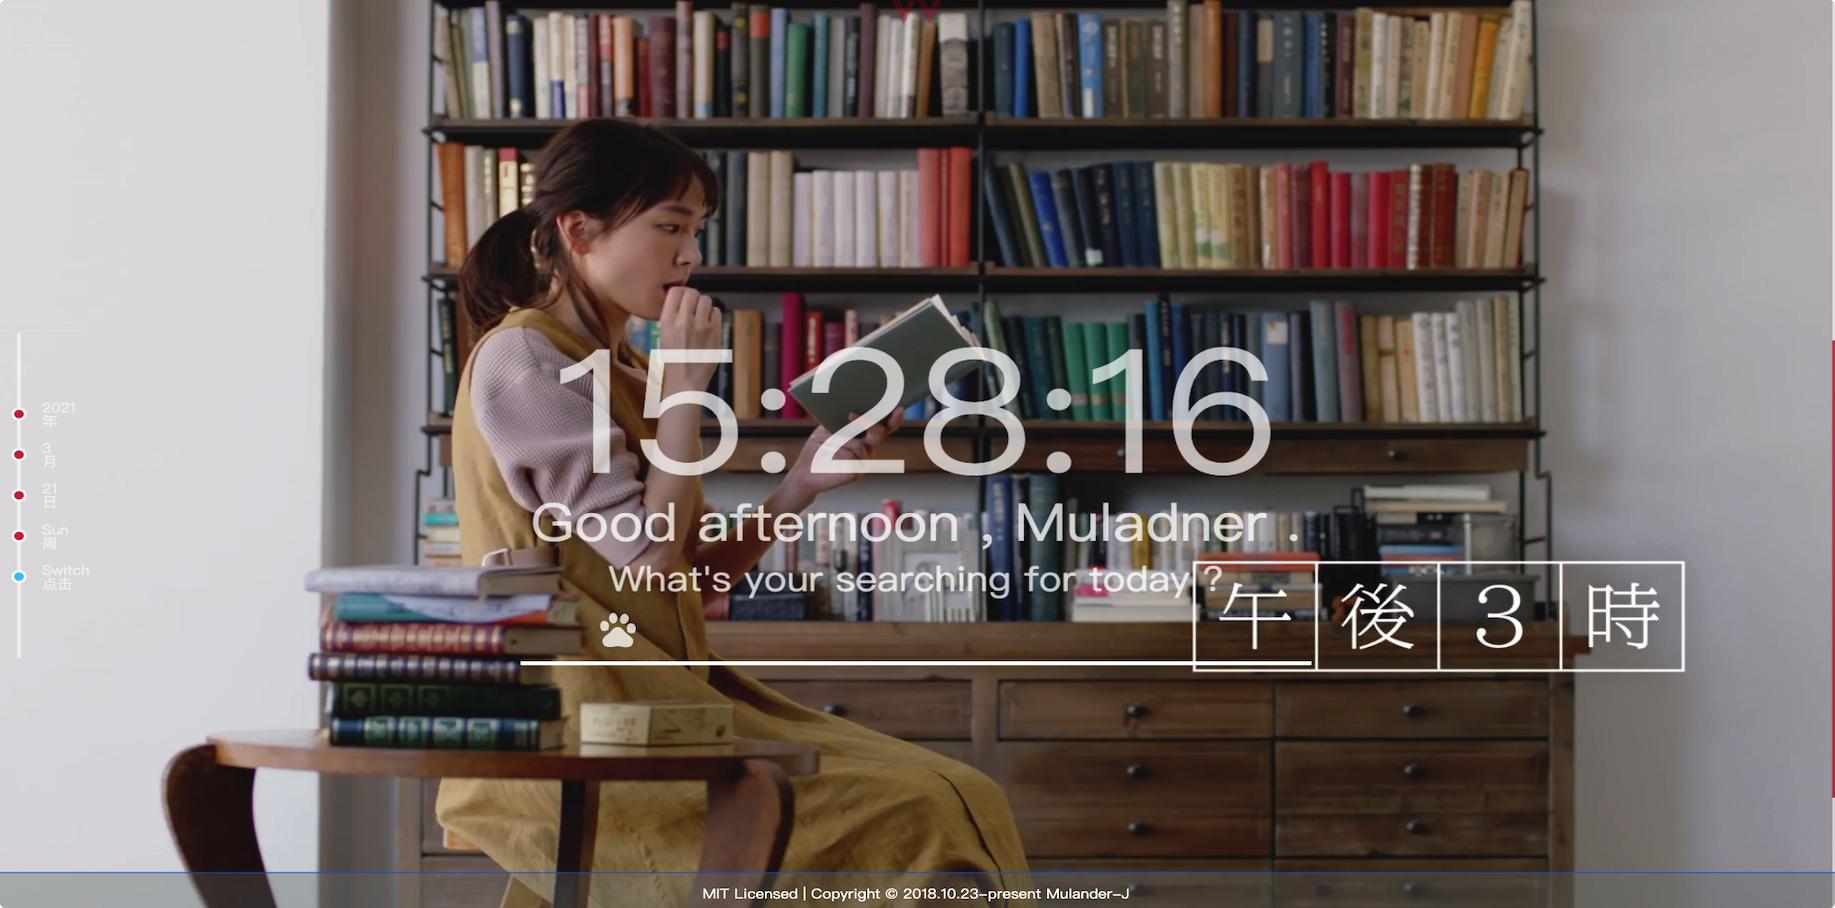 2021
年
3
月
21
日
Sun
周
Switch
点击
15:28:16
Good afternoon , Muladner .
What's your searching for today ?
午後3時
MIT Licensed | Copyright © 2018.10.23-present Mulander-J